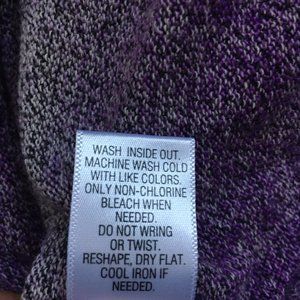 WASH INSIDE OUT.
MACHINE WASH COLD
WITH LIKE COLORS.
ONLY NON-CHLORINE
BLEACH WHEN
NEEDED.
DO NOT WRING
OR TWIST.
RESHAPE, DRY FLAT.
COOL IRON IF
NEEDED.